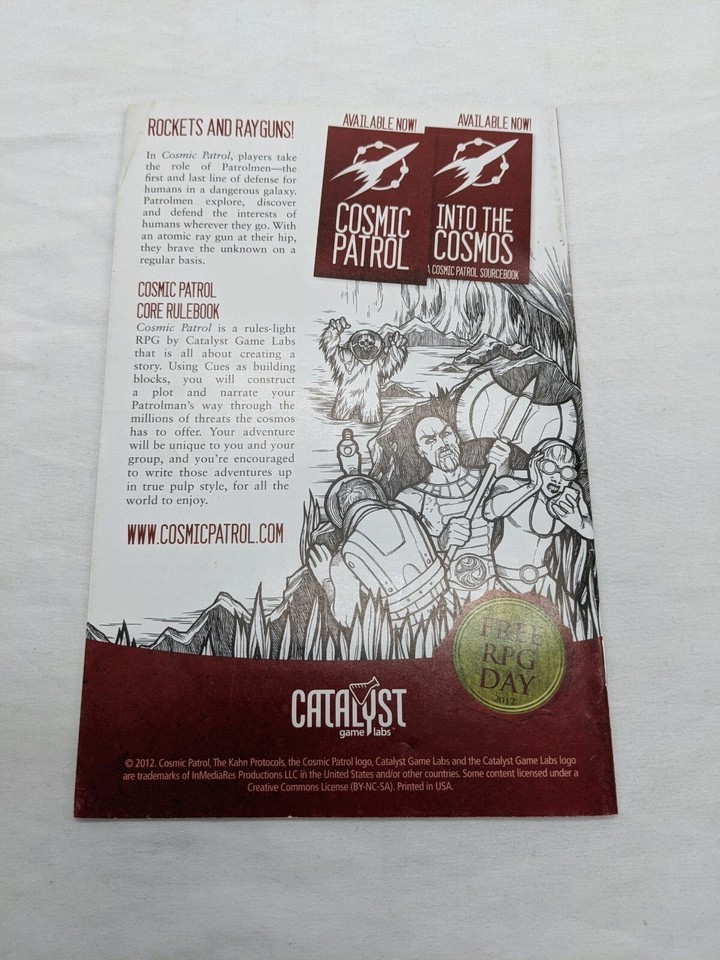 ROCKETS AND RAYGUNS!
In Cosmic Patrol, players take
the role of Patrolmen—the
first and last line of defense for
humans in a dangerous galaxy.
Patrolmen explore, discover
and defend the interests of
humans wherever they go. With
an atomic ray gun at their hip,
they brave the unknown on a
regular basis.
COSMIC PATROL
CORE RULEBOOK
Cosmic Patrol is a rules-light
RPG by Catalyst Game Labs
that is all about creating a
story. Using Cues as building
blocks, you will construct
a plot and narrate your
Patrolman's way through the
millions of threats the cosmos
has to offer. Your adventure
will be unique to you and your
group, and you're encouraged
to write those adventures up
in true pulp style, for all the
world to enjoy.
WWW.COSMICPATROL.COM
AVAILABLE NOW!
COSMIC
PATROL
AVAILABLE NOW!
INTO THE
COSMOS
A COSMIC PATROL SOURCEBOOK
FREE
RPG
DAY
2012
CATALYST
game labs™
© 2012. Cosmic Patrol, The Kahn Protocols, the Cosmic Patrol logo, Catalyst Game Labs and the Catalyst Game Labs logo
are trademarks of InMediaRes Productions LLC in the United States and/or other countries. Some content licensed under a
Creative Commons License (BY-NC-SA). Printed in USA.